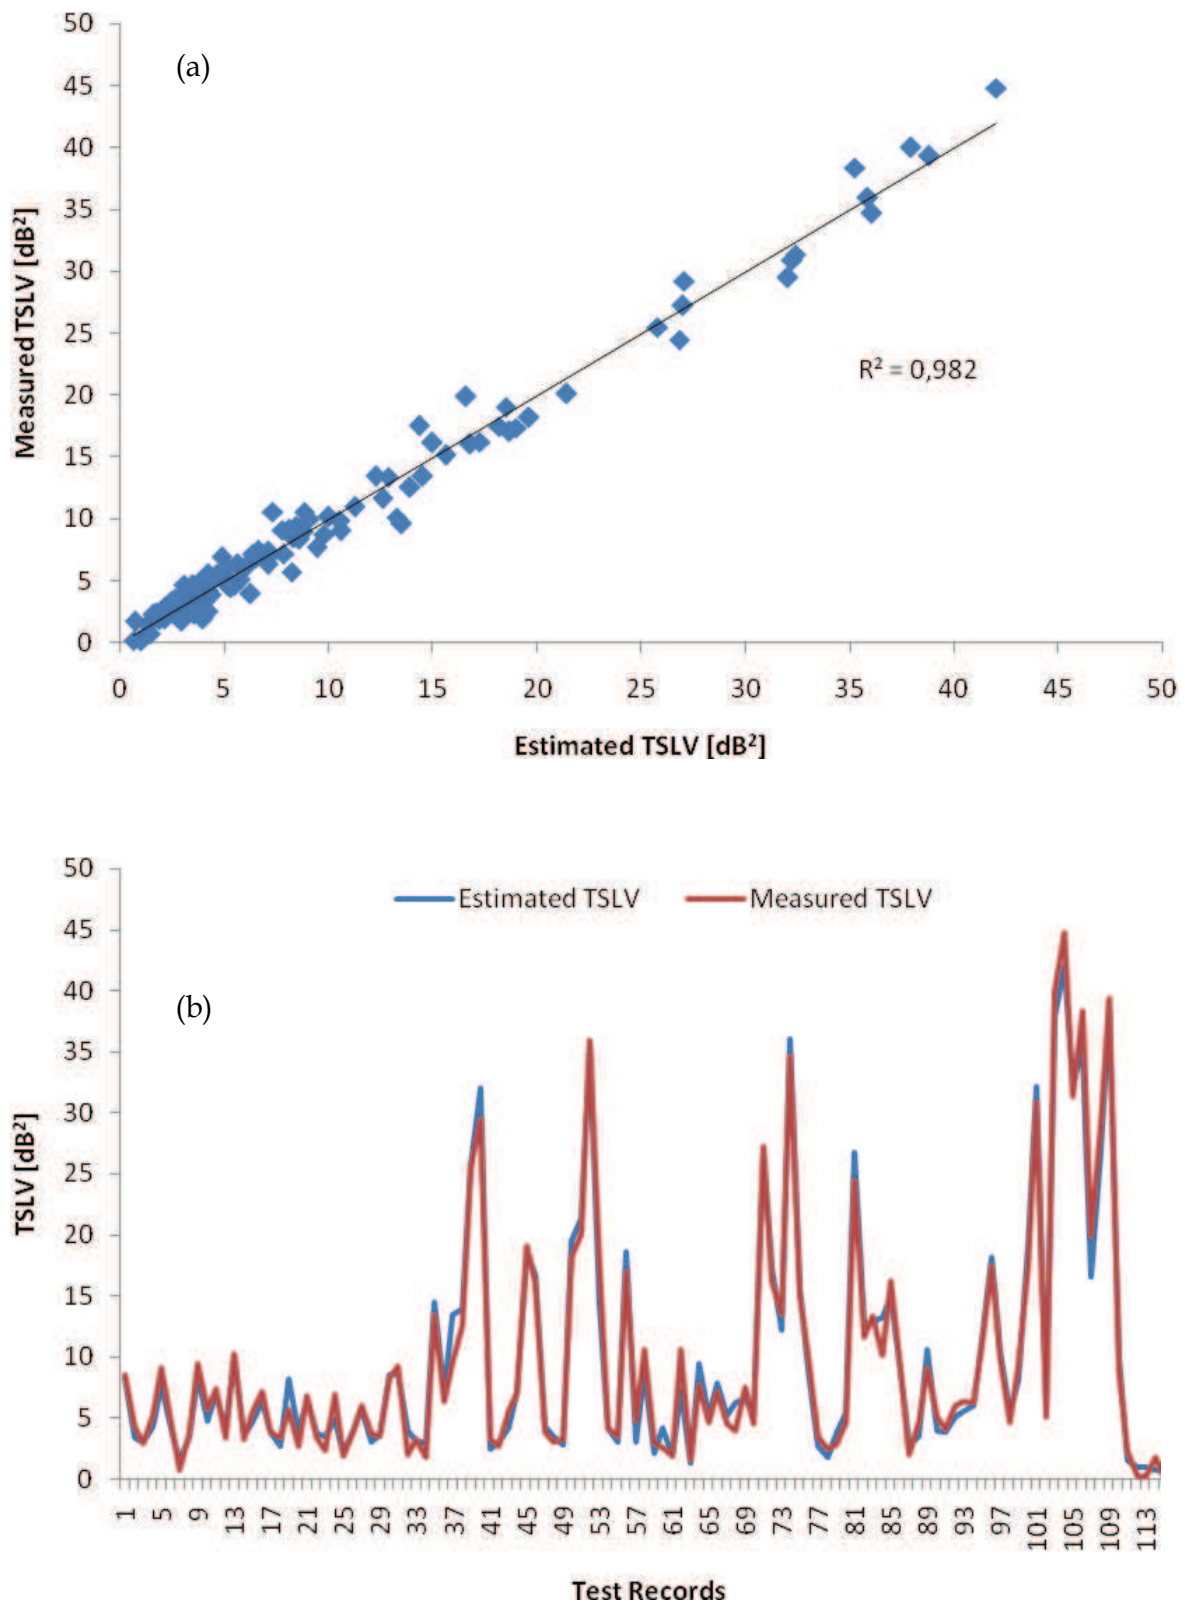 (a)
Measured TSLV [dB²]
50
45
40
35
30
25
20
15
10
5
0
R² = 0,982
0 5 10 15 20 25 30 35 40 45 50
Estimated TSLV [dB²]
(b)
Estimated TSLV Measured TSLV
TSLV [dB²]
50
45
40
35
30
25
20
15
10
5
0
1 5 9 13 17 21 25 29 33 37 41 45 49 53 57 61 65 69 73 77 81 85 89 93 97 101 105 109 113
Test Records